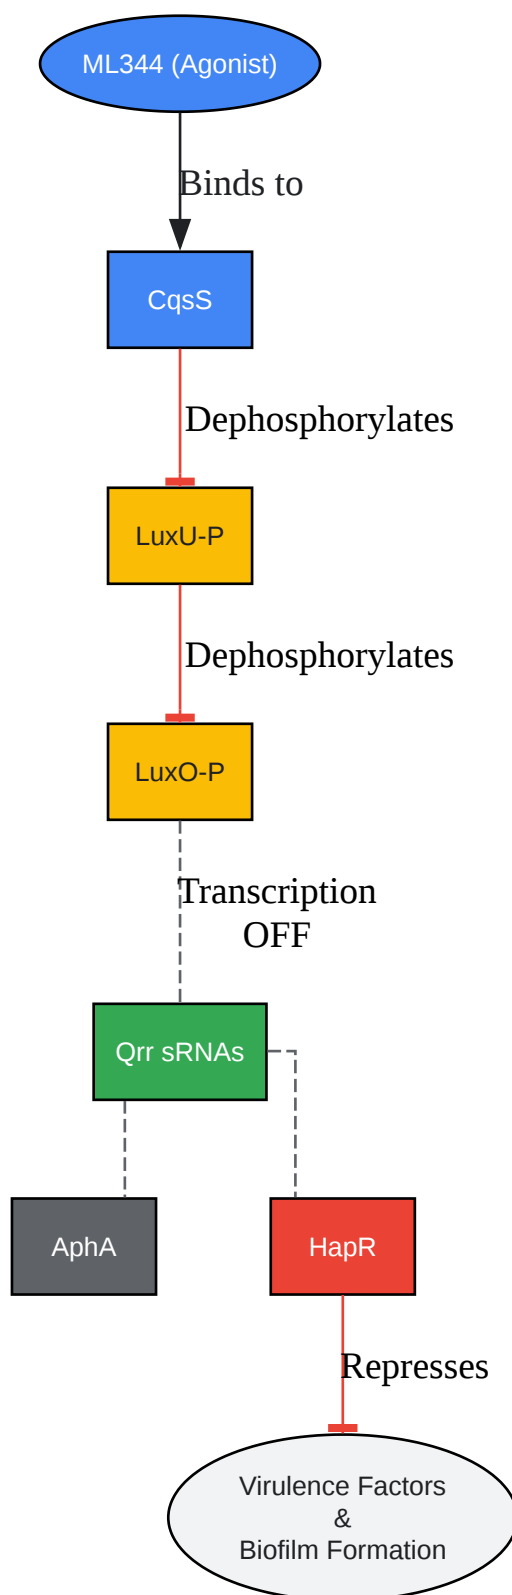 ML344 (Agonist)
Binds to
CqsS
Dephosphorylates
LuxU-P
Dephosphorylates
LuxO-P
Transcription
OFF
Qrr sRNAs
AphA
HapR
Represses
Virulence Factors
&
Biofilm Formation